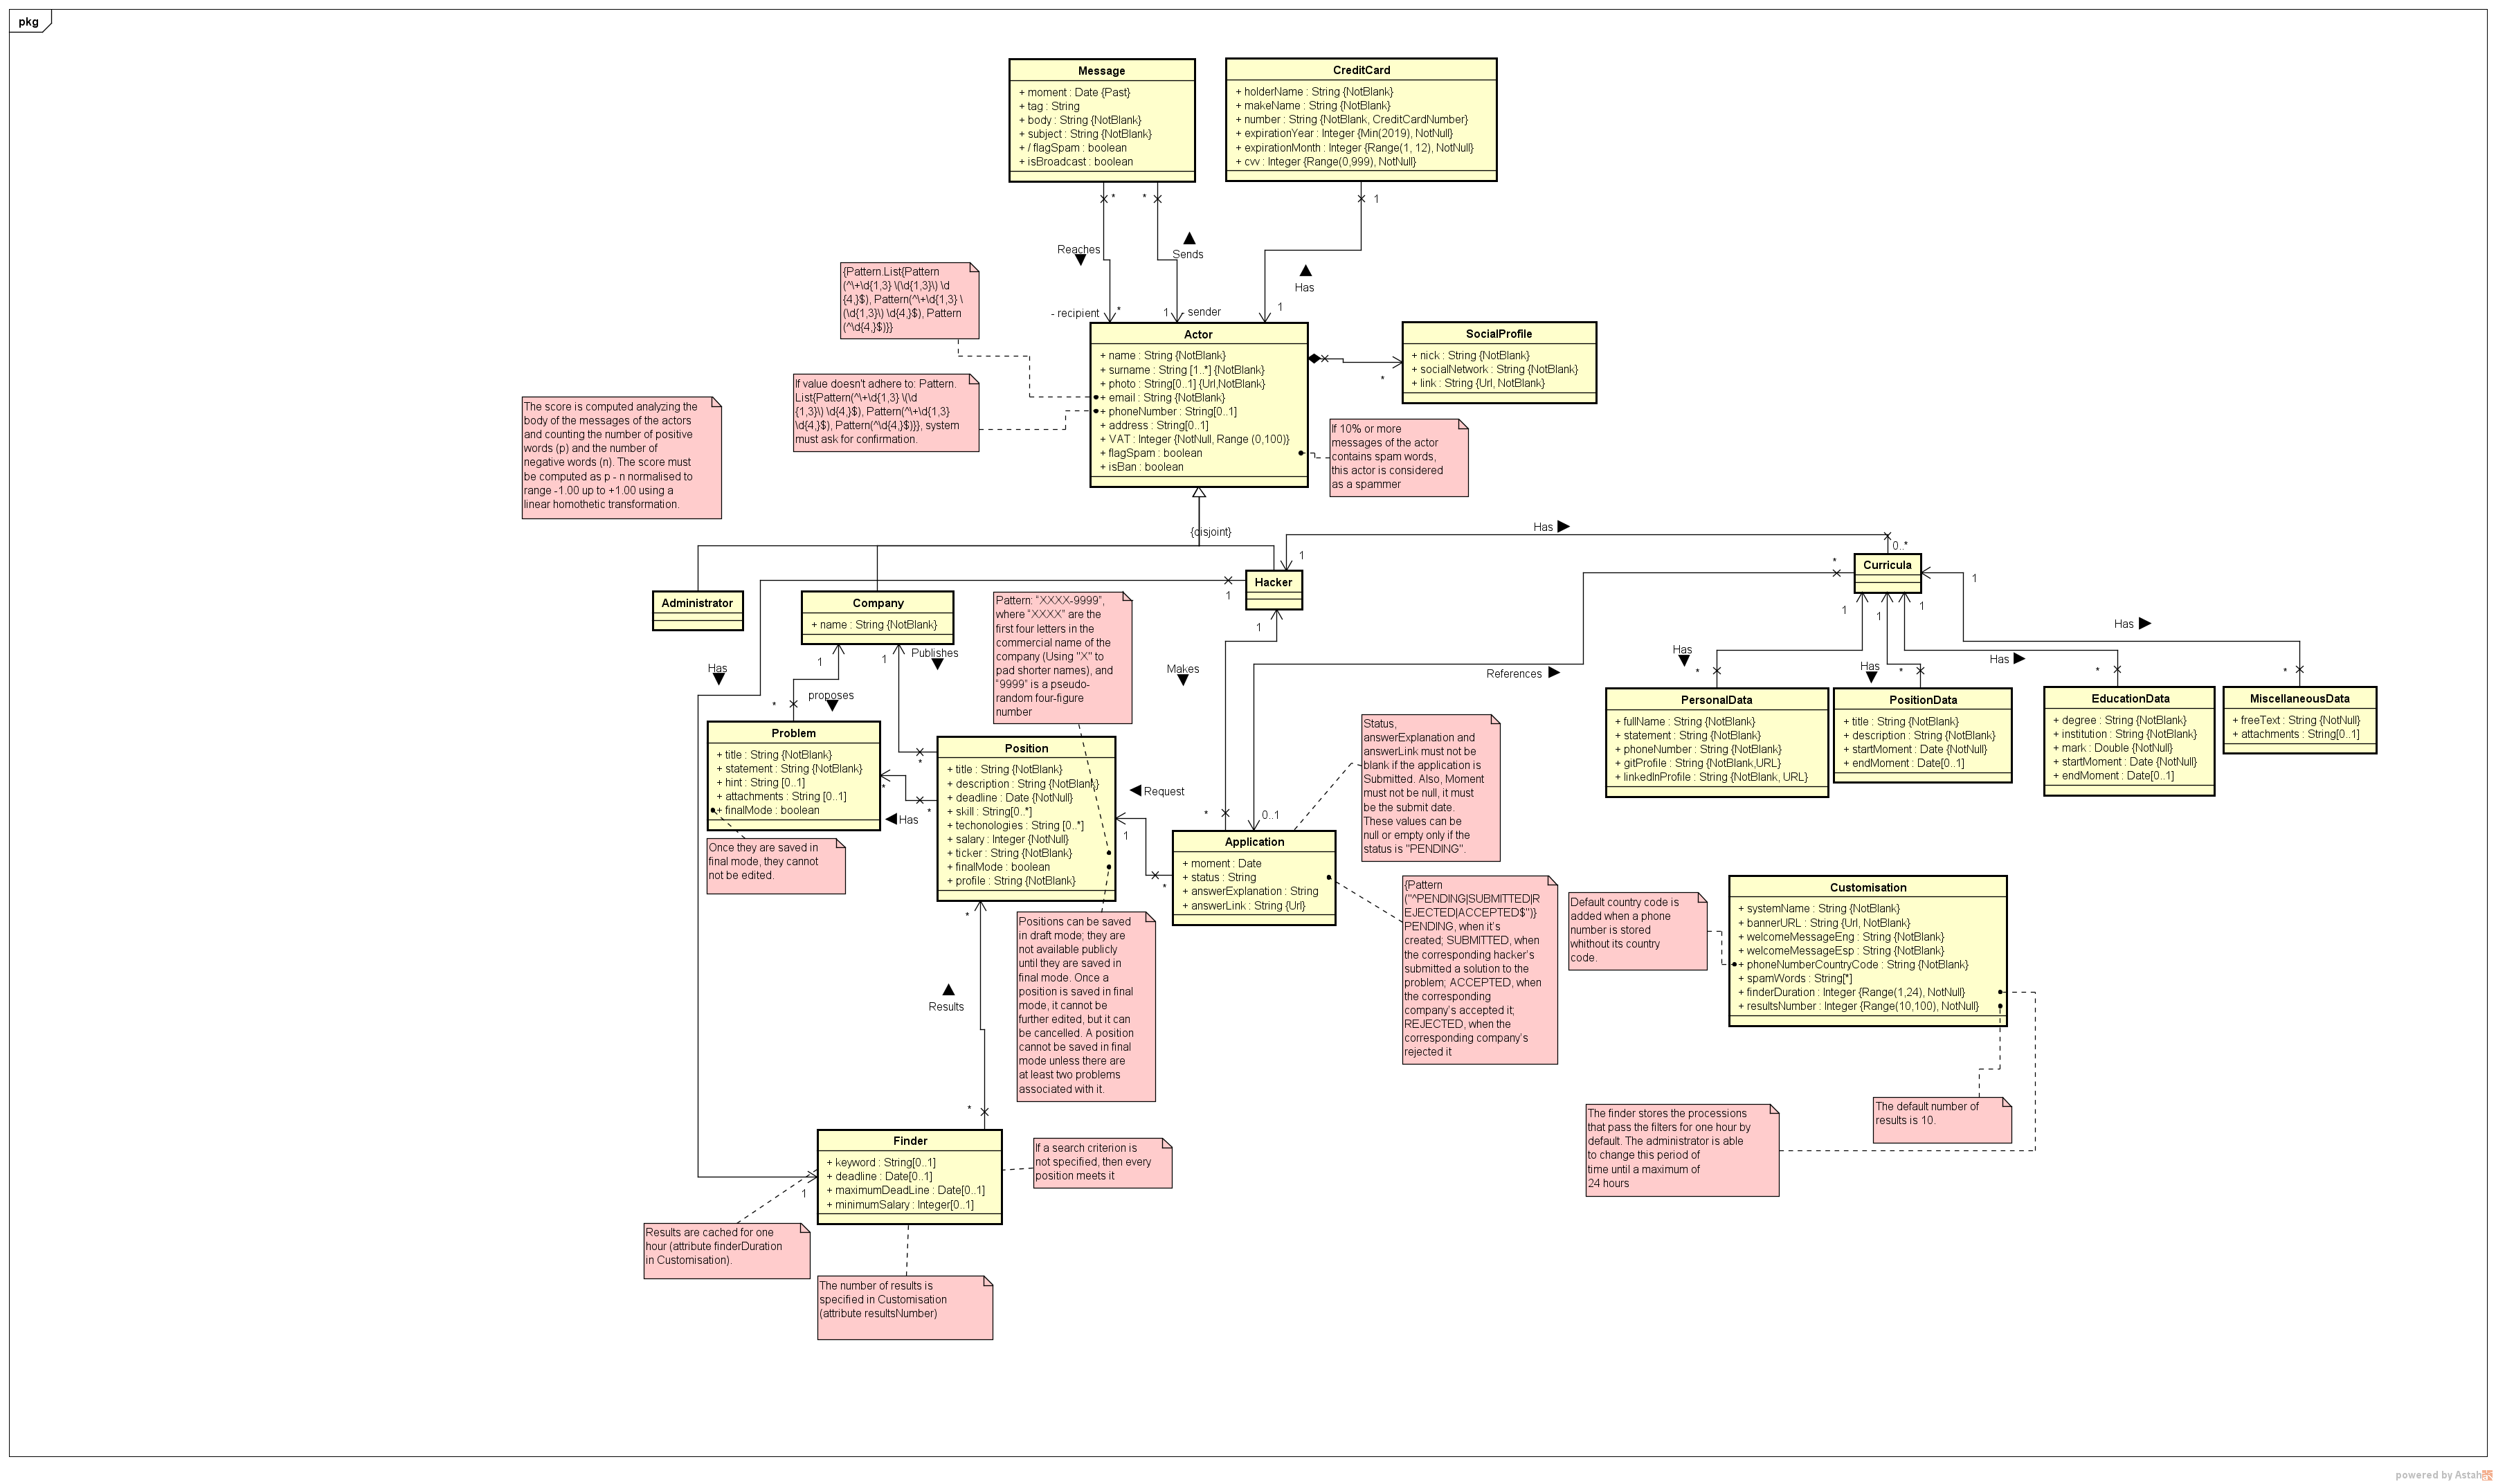 pkg
Message
+ moment : Date {Past}
+ tag : String
+ body : String {NotBlank}
+ subject : String {NotBlank}
+ / flagSpam : boolean
+ isBroadcast : boolean
CreditCard
+ holderName : String {NotBlank}
+ makeName : String {NotBlank}
+ number : String {NotBlank, CreditCardNumber}
+ expirationYear : Integer {Min(2019), NotNull}
+ expirationMonth : Integer {Range(1, 12), NotNull}
+ cvv : Integer {Range(0,999), NotNull}
*
*
1
Reaches
Sends
Has
{Pattern.List{Pattern
(^\+\d{1,3} \(\d{1,3}\) \d
{4,}$), Pattern(^\+\d{1,3} \
(\d{1,3}\) \d{4,}$), Pattern
(^\d{4,}$)}}
- recipient
*
1
- sender
1
Actor
+ name : String {NotBlank}
+ surname : String [1..*] {NotBlank}
+ photo : String[0..1] {Url,NotBlank}
+ email : String {NotBlank}
+ phoneNumber : String[0..1]
+ address : String[0..1]
+ VAT : Integer {NotNull, Range (0,100)}
+ flagSpam : boolean
+ isBan : boolean
*
SocialProfile
+ nick : String {NotBlank}
+ socialNetwork : String {NotBlank}
+ link : String {Url, NotBlank}
If value doesn't adhere to: Pattern.
List{Pattern(^\+\d{1,3} \(\d
{1,3}\) \d{4,}$), Pattern(^\+\d{1,3}
\d{4,}$), Pattern(^\d{4,}$)}}, system
must ask for confirmation.
The score is computed analyzing the
body of the messages of the actors
and counting the number of positive
words (p) and the number of
negative words (n). The score must
be computed as p - n normalised to
range -1.00 up to +1.00 using a
linear homothetic transformation.
If 10% or more
messages of the actor
contains spam words,
this actor is considered
as a spammer
{disjoint}
Has
1
0..*
Administrator
Company
+ name : String {NotBlank}
Hacker
1
1
Curricula
*
1
1
1
1
Pattern: "XXXX-9999",
where "XXXX" are the
first four letters in the
commercial name of the
company (Using "X" to
pad shorter names), and
"9999" is a pseudo-
random four-figure
number
Has
1
1
Publishes
proposes
*
Makes
References
Has
Has
Has
Has
*
*
*
*
PersonalData
+ fullName : String {NotBlank}
+ statement : String {NotBlank}
+ phoneNumber : String {NotBlank}
+ gitProfile : String {NotBlank,URL}
+ linkedInProfile : String {NotBlank, URL}
PositionData
+ title : String {NotBlank}
+ description : String {NotBlank}
+ startMoment : Date {NotNull}
+ endMoment : Date[0..1]
EducationData
+ degree : String {NotBlank}
+ institution : String {NotBlank}
+ mark : Double {NotNull}
+ startMoment : Date {NotNull}
+ endMoment : Date[0..1]
MiscellaneousData
+ freeText : String {NotNull}
+ attachments : String[0..1]
Problem
+ title : String {NotBlank}
+ statement : String {NotBlank}
+ hint : String [0..1]
+ attachments : String [0..1]
+ finalMode : boolean
*
*
*
Has
Position
+ title : String {NotBlank}
+ description : String {NotBlank}
+ deadline : Date {NotNull}
+ skill : String[0..*]
+ techonologies : String [0..*]
+ salary : Integer {NotNull}
+ ticker : String {NotBlank}
+ finalMode : boolean
+ profile : String {NotBlank}
Request
1
*
*
0..1
Application
+ moment : Date
+ status : String
+ answerExplanation : String
+ answerLink : String {Url}
Status,
answerExplanation and
answerLink must not be
blank if the application is
Submitted. Also, Moment
must not be null, it must
be the submit date.
These values can be
null or empty only if the
status is "PENDING".
Once they are saved in
final mode, they cannot
not be edited.
{Pattern
("^PENDING|SUBMITTED|R
EJECTED|ACCEPTED$")}
PENDING, when it's
created; SUBMITTED, when
the corresponding hacker's
submitted a solution to the
problem; ACCEPTED, when
the corresponding
company's accepted it;
REJECTED, when the
corresponding company's
rejected it
Default country code is
added when a phone
number is stored
whithout its country
code.
Customisation
+ systemName : String {NotBlank}
+ bannerURL : String {Url, NotBlank}
+ welcomeMessageEng : String {NotBlank}
+ welcomeMessageEsp : String {NotBlank}
+ phoneNumberCountryCode : String {NotBlank}
+ spamWords : String[*]
+ finderDuration : Integer {Range(1,24), NotNull}
+ resultsNumber : Integer {Range(10,100), NotNull}
*
Positions can be saved
in draft mode; they are
not available publicly
until they are saved in
final mode. Once a
position is saved in final
mode, it cannot be
further edited, but it can
be cancelled. A position
cannot be saved in final
mode unless there are
at least two problems
associated with it.
Results
*
The finder stores the processions
that pass the filters for one hour by
default. The administrator is able
to change this period of
time until a maximum of
24 hours
The default number of
results is 10.
Finder
+ keyword : String[0..1]
+ deadline : Date[0..1]
+ maximumDeadLine : Date[0..1]
+ minimumSalary : Integer[0..1]
1
If a search criterion is
not specified, then every
position meets it
Results are cached for one
hour (attribute finderDuration
in Customisation).
The number of results is
specified in Customisation
(attribute resultsNumber)
powered by Astah